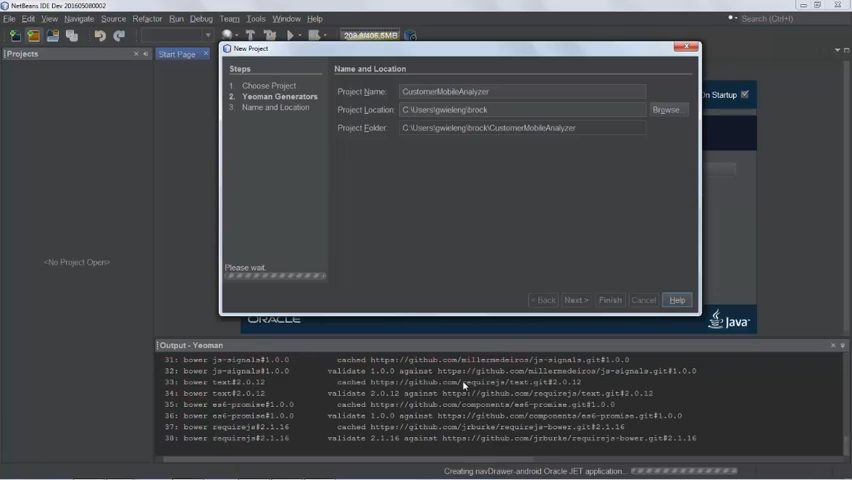 NetBeans IDE Dev 201605080002
File Edit View Navigate Source Refactor Run Debug Team Tools Window Help
Search (Ctrl+I)
208.8/406.5MB
Projects
Start Page
New Project
Steps
Name and Location
1. Choose Project
2. Yeoman Generators
3. Name and Location
Project Name: CustomerMobileAnalyzer
Project Location: C:\Users\gwieleng\brock Browse...
Project Folder: C:\Users\gwieleng\brock\CustomerMobileAnalyzer
On Startup
<No Project Open>
Please wait.
< Back Next > Finish Cancel Help
ORACLE
Java
Output - Yeoman
31: bower js-signals#1.0.0 cached https://github.com/millermedeiros/js-signals.git#1.0.0
32: bower js-signals#1.0.0 validate 1.0.0 against https://github.com/millermedeiros/js-signals.git#1.0.0
33: bower text#2.0.12 cached https://github.com/requirejs/text.git#2.0.12
34: bower text#2.0.12 validate 2.0.12 against https://github.com/requirejs/text.git#2.0.12
35: bower es6-promise#1.0.0 cached https://github.com/components/es6-promise.git#1.0.0
36: bower es6-promise#1.0.0 validate 1.0.0 against https://github.com/components/es6-promise.git#1.0.0
37: bower requirejs#2.1.16 cached https://github.com/jrburke/requirejs-bower.git#2.1.16
38: bower requirejs#2.1.16 validate 2.1.16 against https://github.com/jrburke/requirejs-bower.git#2.1.16
Creating navDrawer-android Oracle JET application...